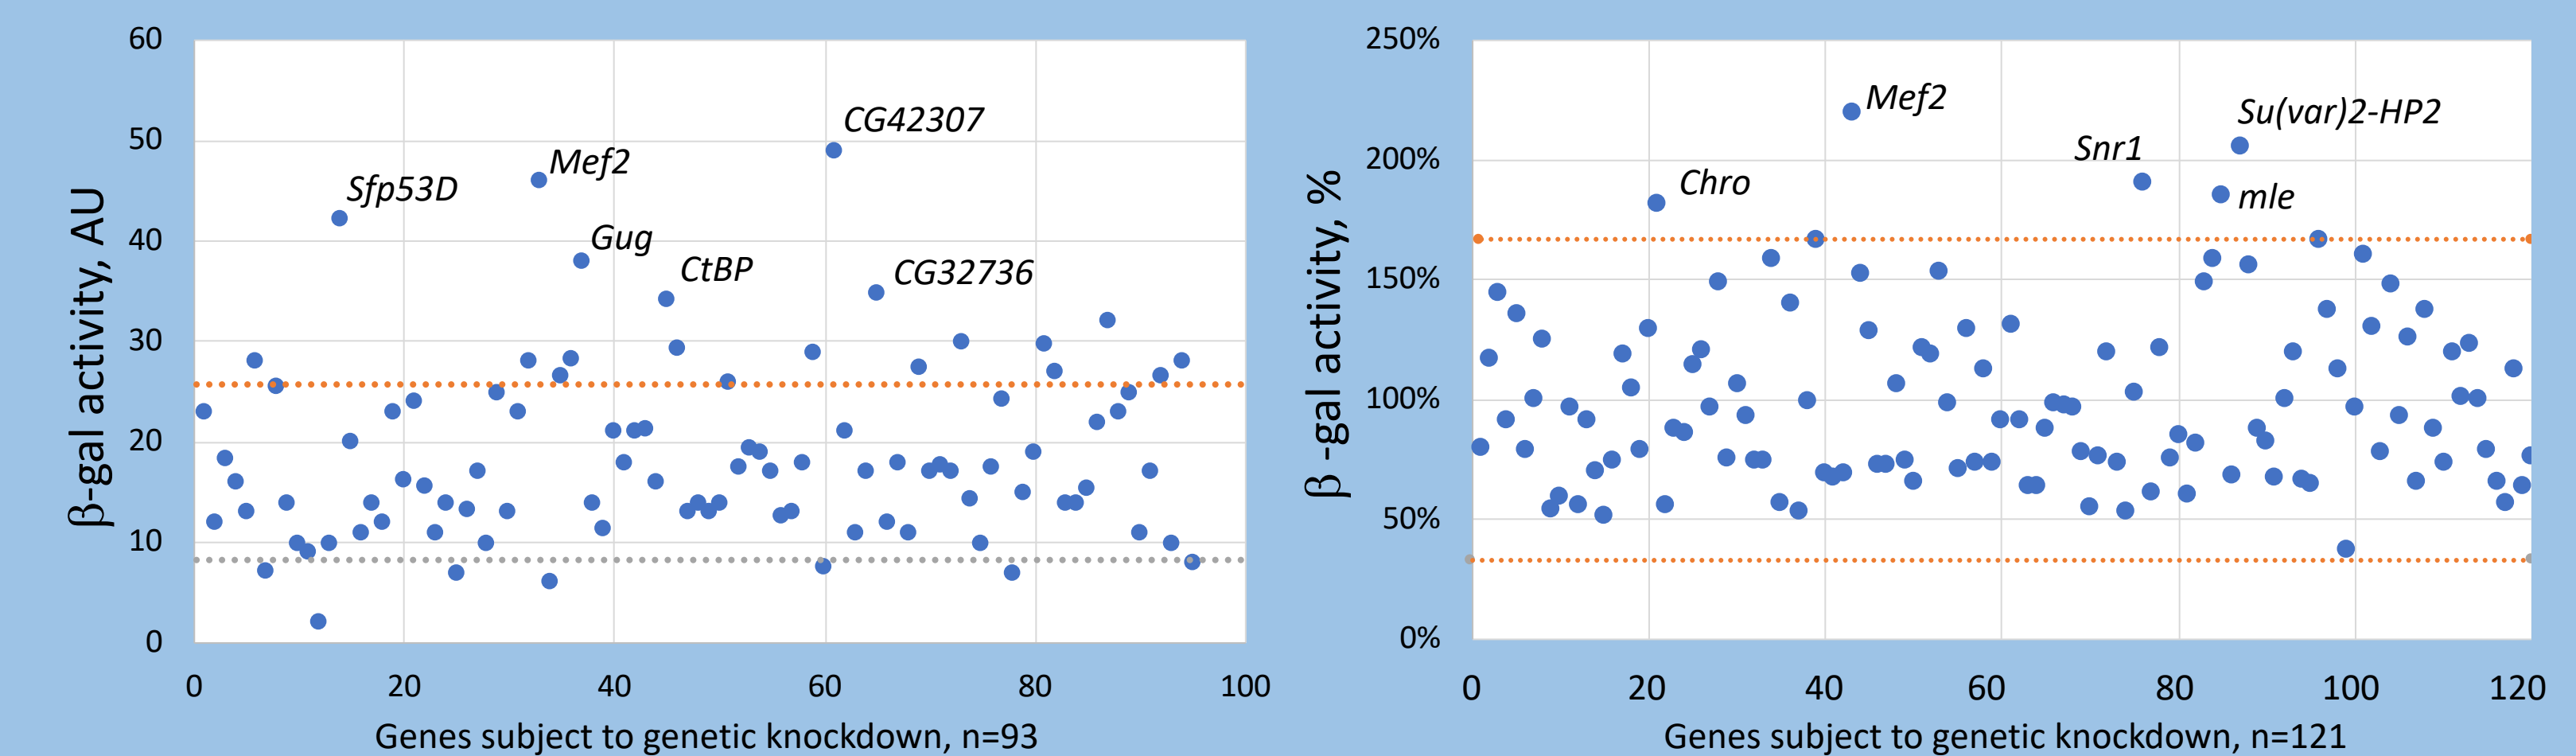 β-gal activity, AU
60
50
40
30
20
10
0
Sfp53D
Mef2
Gug
CtBP
CG42307
CG32736
0 20 40 60 80 100
Genes subject to genetic knockdown, n=93
β -gal activity, %
250%
200%
150%
100%
50%
0%
Chro
Mef2
Snr1
Su(var)2-HP2
mle
0 20 40 60 80 100 120
Genes subject to genetic knockdown, n=121